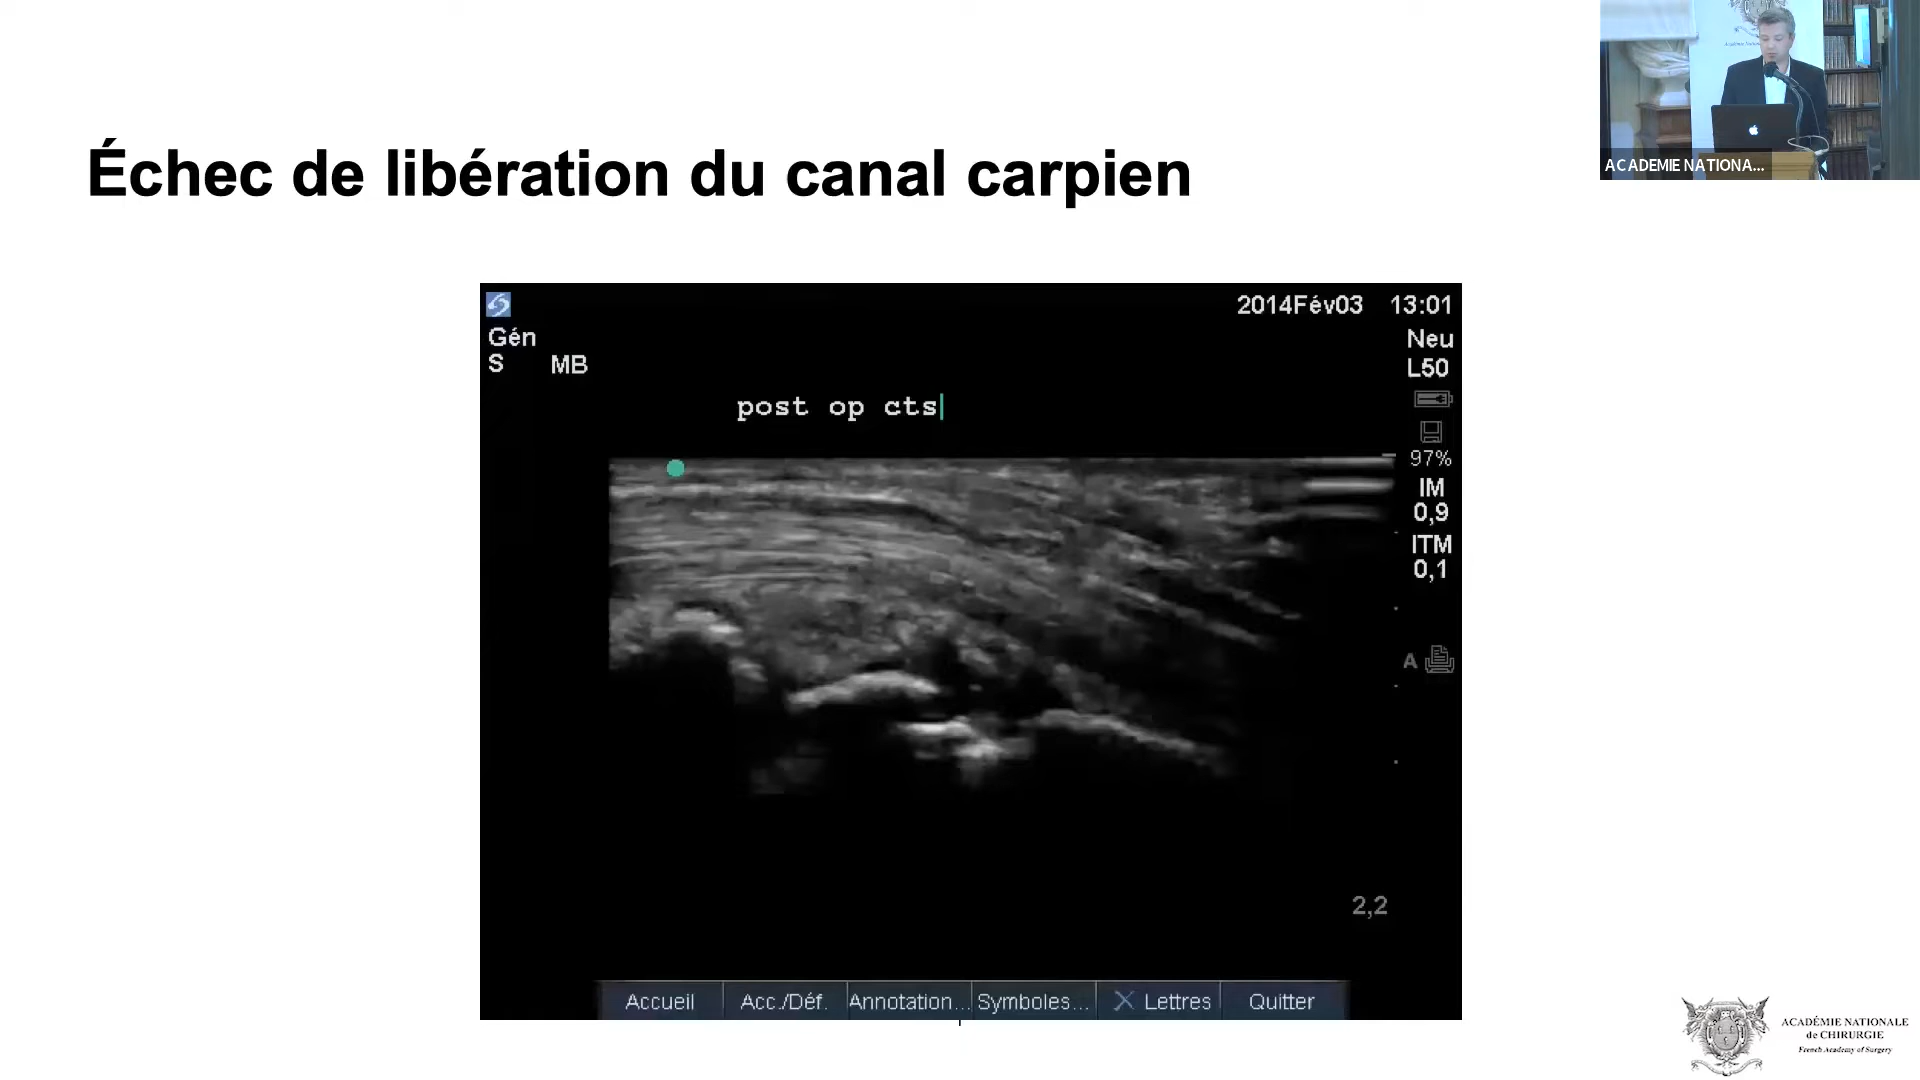 Échec de libération du canal carpien
ACADEMIE NATIONA...
2014Fév03 13:01
Gén
Neu
S MB
L50
post op cts
97%
IM
0,9
ITM
0,1
A
2,2
Accueil Acc./Déf. Annotation... Symboles... Lettres Quitter
ACADÉMIE NATIONALE
de CHIRURGIE
French Academy of Surgery